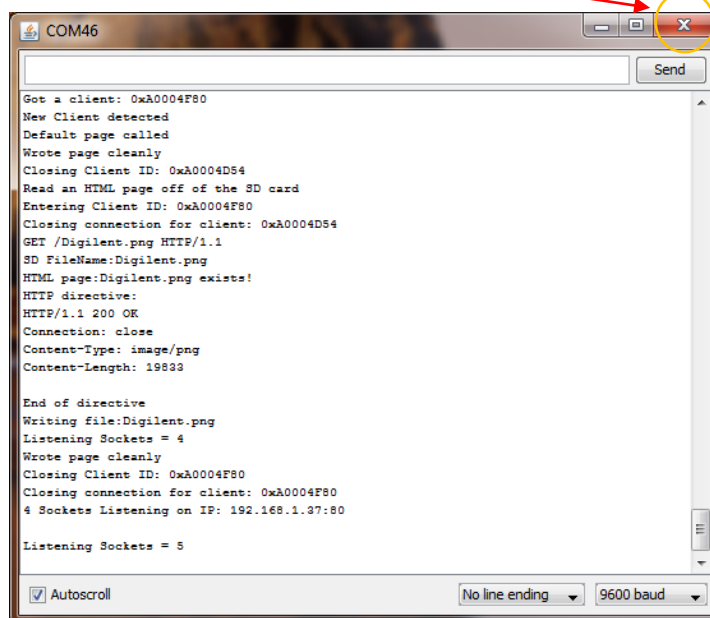 COM46
Send
Got a client: 0xA0004F80
New Client detected
Default page called
Wrote page cleanly
Closing Client ID: 0xA0004D54
Read an HTML page off of the SD card
Entering Client ID: 0xA0004F80
Closing connection for client: 0xA0004D54
GET /Digilent.png HTTP/1.1
SD FileName:Digilent.png
HTML page:Digilent.png exists!
HTTP directive:
HTTP/1.1 200 OK
Connection: close
Content-Type: image/png
Content-Length: 19833
End of directive
Writing file:Digilent.png
Listening Sockets = 4
Wrote page cleanly
Closing Client ID: 0xA0004F80
Closing connection for client: 0xA0004F80
4 Sockets Listening on IP: 192.168.1.37:80
Listening Sockets = 5
Autoscroll No line ending 9600 baud